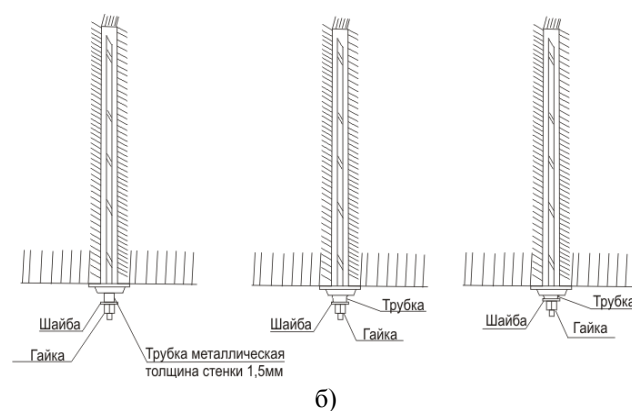 Шайба
Гайка
Трубка металлическая
толщина стенки 1,5мм
Трубка
Шайба
Гайка
Трубка
Шайба
Гайка
б)